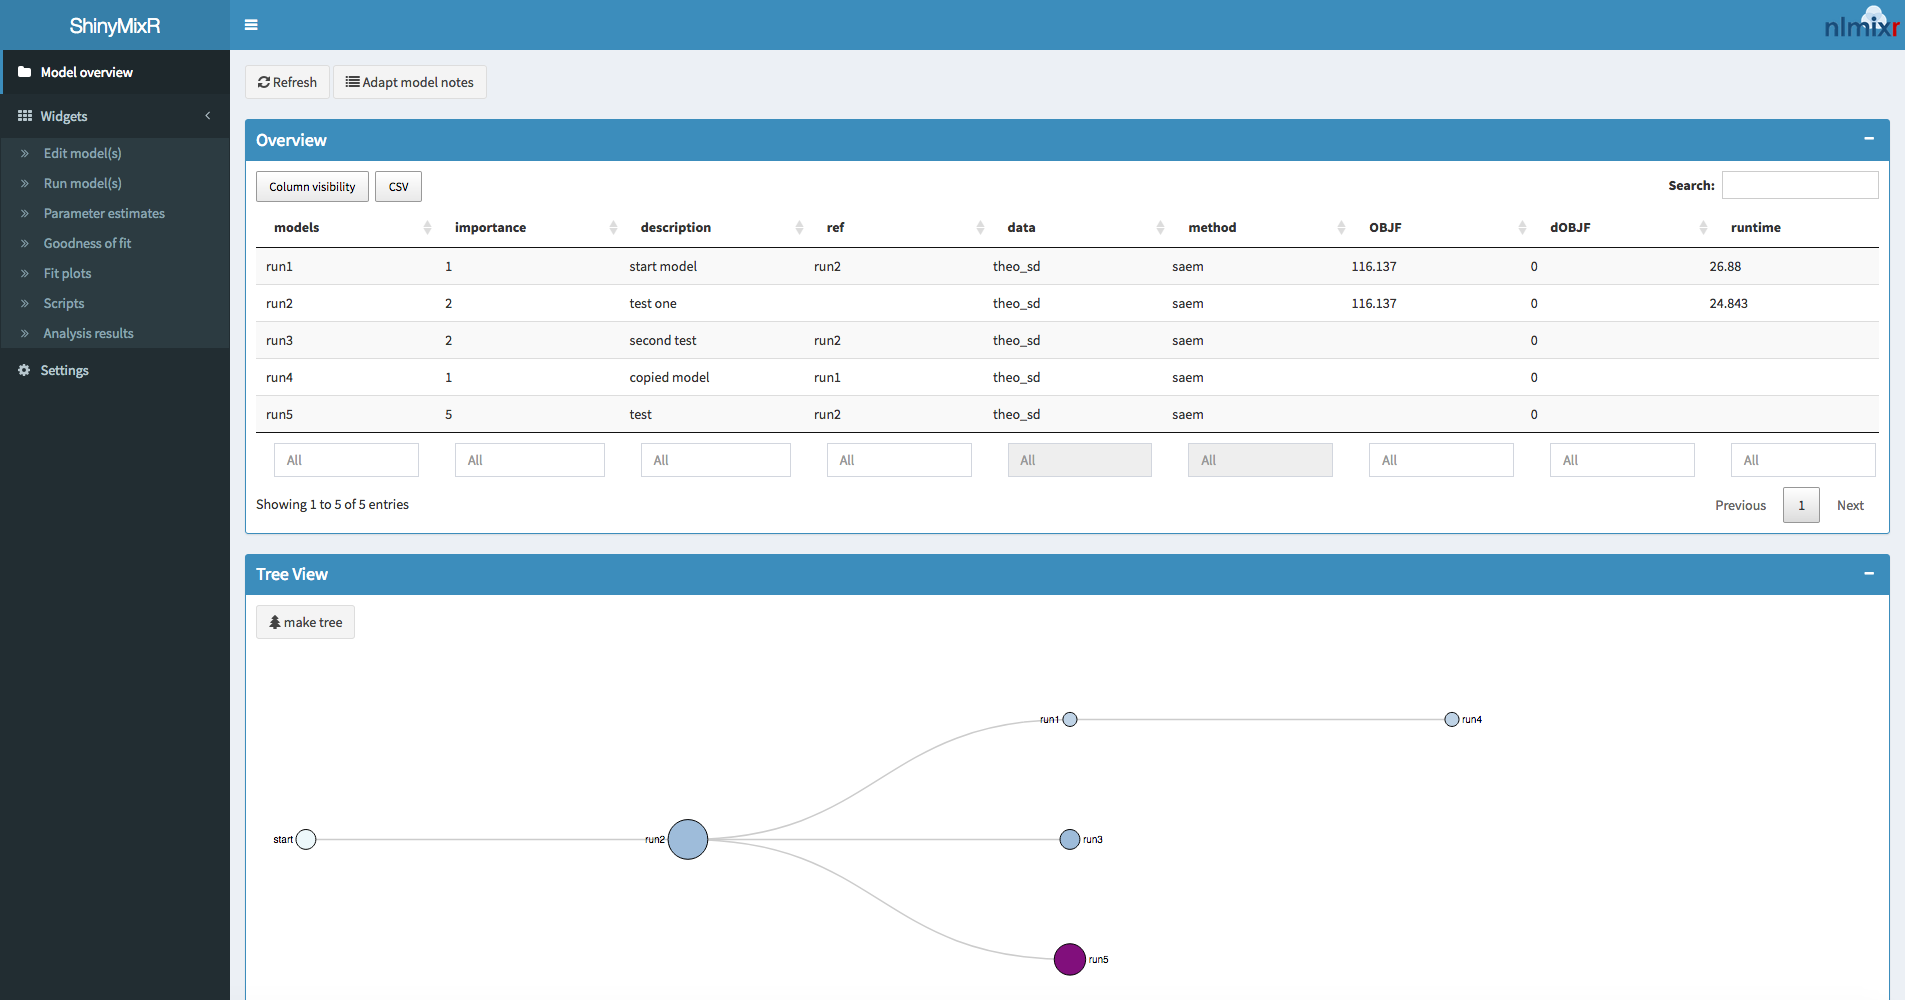 ShinyMixR
nlmixr
Model overview
Widgets
Edit model(s)
Run model(s)
Parameter estimates
Goodness of fit
Fit plots
Scripts
Analysis results
Settings
Refresh Adapt model notes
Overview
Column visibility CSV Search:
models importance description ref data method OBJF dOBJF runtime
run1 1 start model run2 theo_sd saem 116.137 0 26.88
run2 2 test one theo_sd saem 116.137 0 24.843
run3 2 second test run2 theo_sd saem 0
run4 1 copied model run1 theo_sd saem 0
run5 5 test run2 theo_sd saem 0
All All All All All All All All All
Showing 1 to 5 of 5 entries Previous 1 Next
Tree View
make tree
run1 run4
start run2 run3
run5